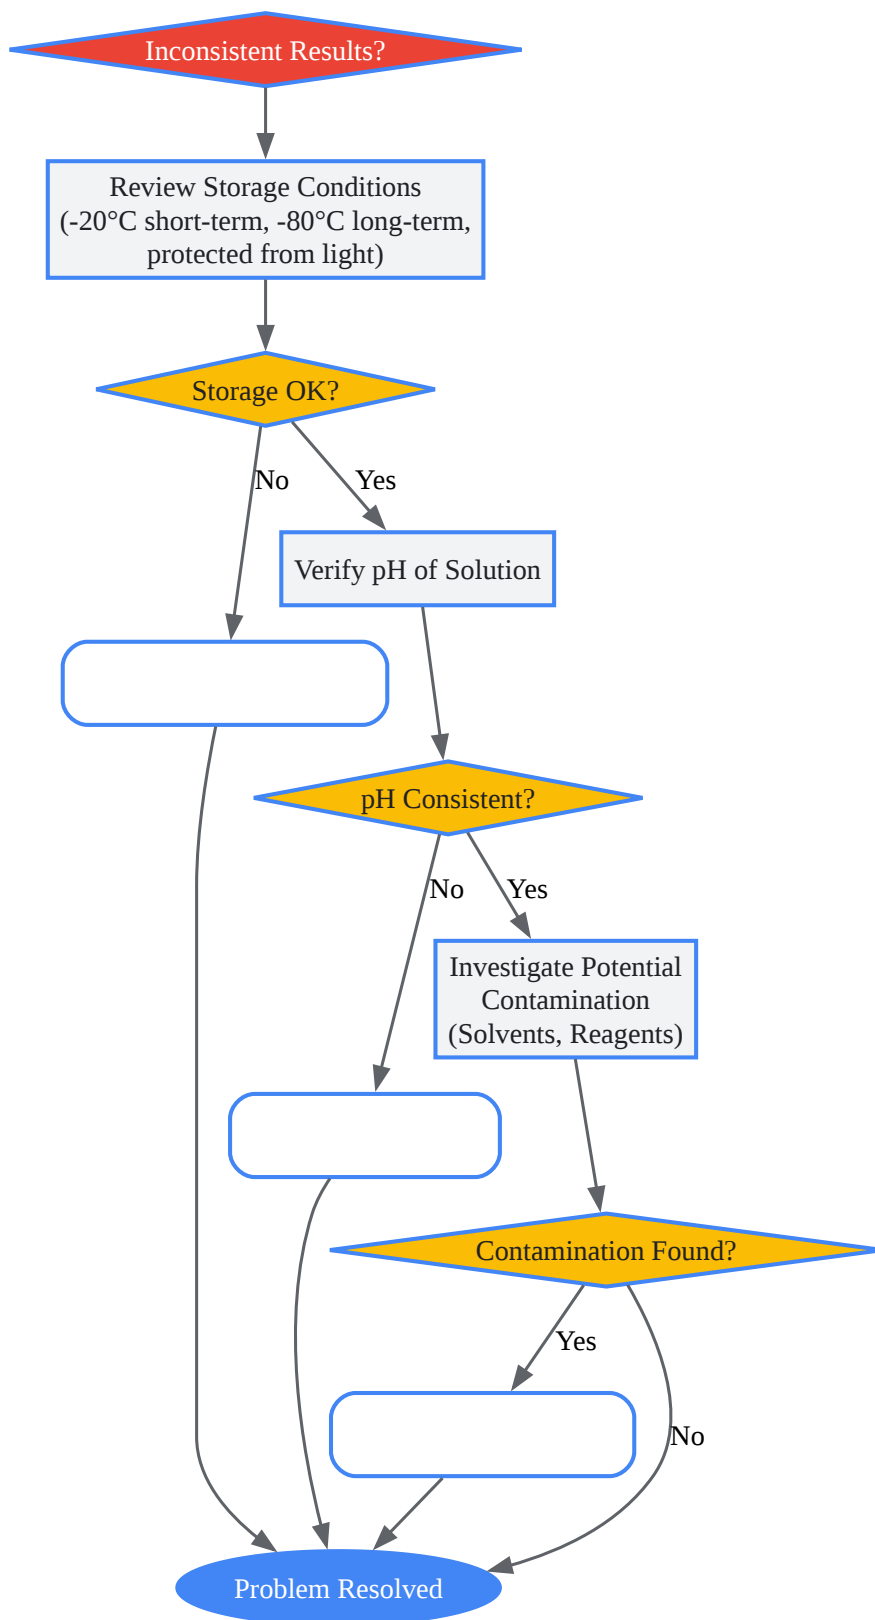 Inconsistent Results?
Review Storage Conditions
(-20°C short-term, -80°C long-term,
protected from light)
Storage OK?
No
Yes
Verify pH of Solution
pH Consistent?
No
Yes
Investigate Potential
Contamination
(Solvents, Reagents)
Contamination Found?
Yes
No
Problem Resolved